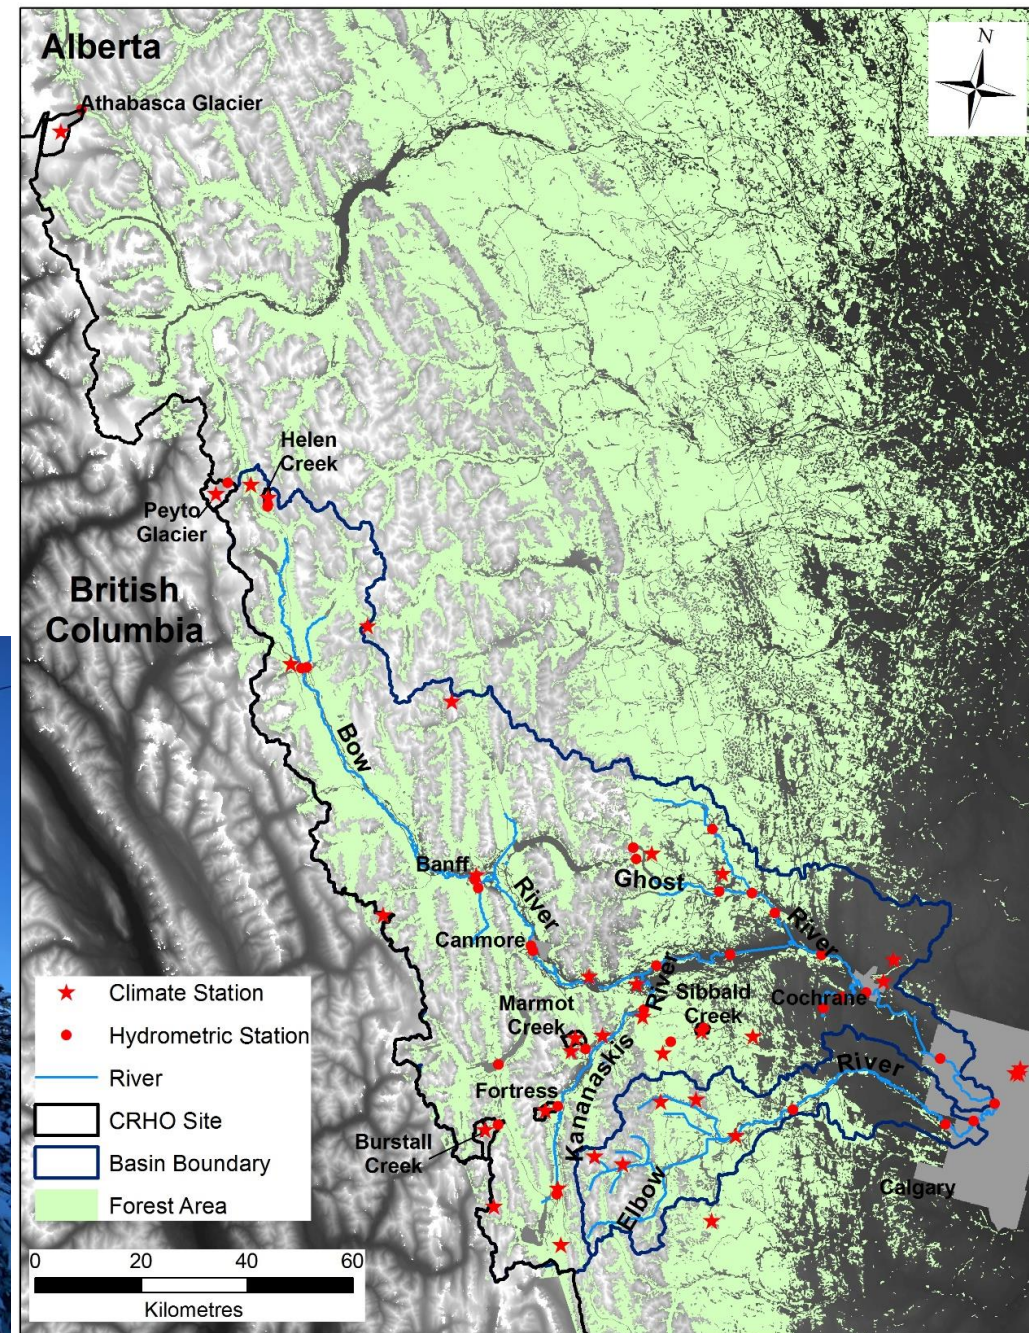 Alberta
N
Athabasca Glacier
Helen
Creek
Peyto
Glacier
British
Columbia
Bow
Banff
River
Ghost
River
Canmore
River
Marmot
Creek
Sibbald
Creek
Cochrane
Kananaskis
River
Fortress
Burstall
Creek
Elbow
Calgary
Climate Station
Hydrometric Station
River
CRHO Site
Basin Boundary
Forest Area
0 20 40 60
Kilometres